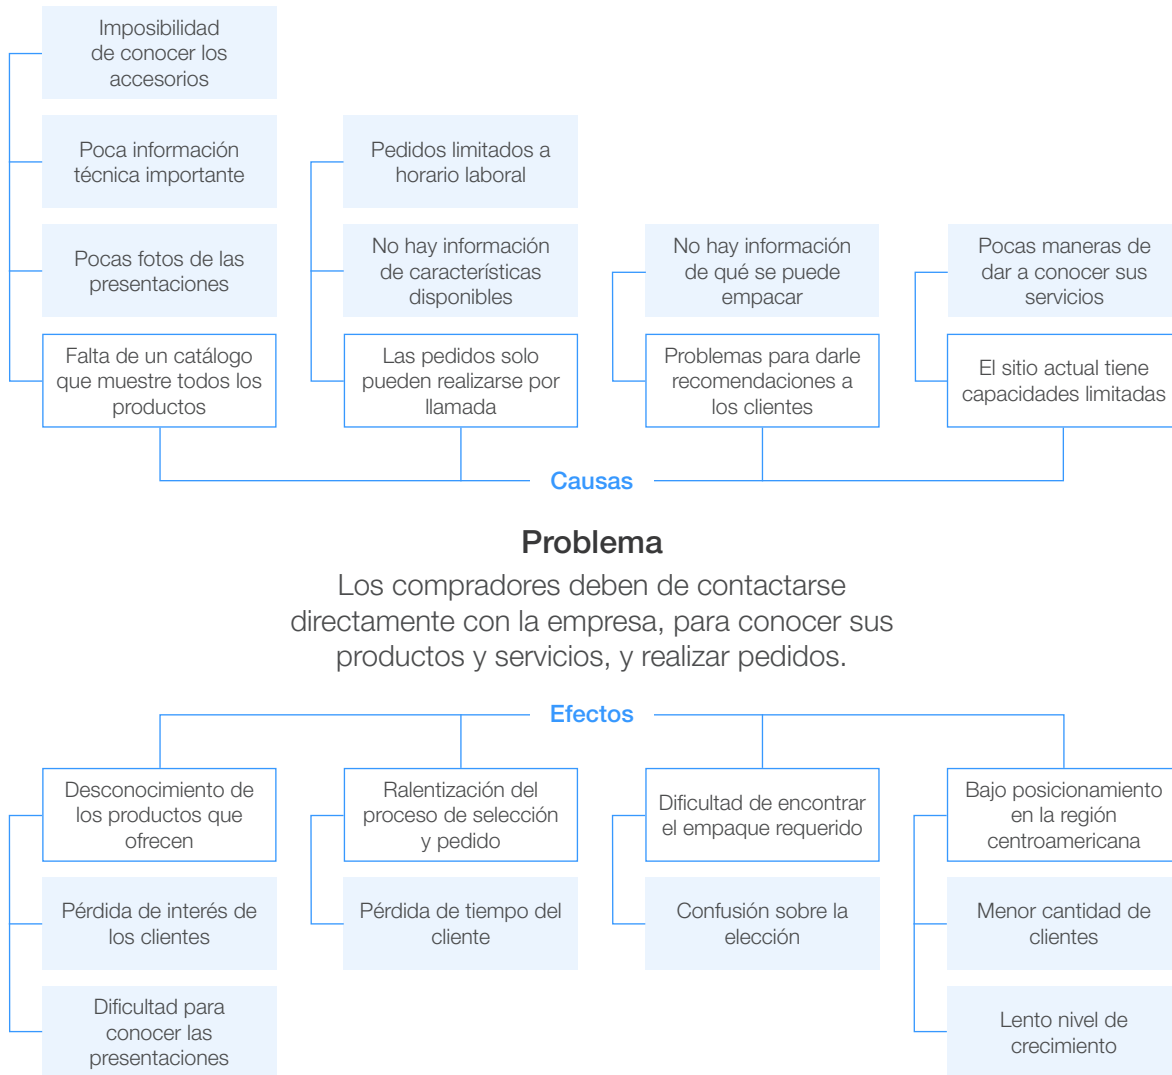 Imposibilidad
de conocer los
accesorios
Poca información
técnica importante
Pocas fotos de las
presentaciones
Falta de un catálogo
que muestre todos los
productos
Pedidos limitados a
horario laboral
No hay información
de características
disponibles
Las pedidos solo
pueden realizarse por
llamada
No hay información
de qué se puede
empacar
Problemas para darle
recomendaciones a
los clientes
Pocas maneras de
dar a conocer sus
servicios
El sitio actual tiene
capacidades limitadas
Causas
Problema
Los compradores deben de contactarse
directamente con la empresa, para conocer sus
productos y servicios, y realizar pedidos.
Efectos
Desconocimiento de
los productos que
ofrecen
Pérdida de interés de
los clientes
Dificultad para
conocer las
presentaciones
Ralentización del
proceso de selección
y pedido
Pérdida de tiempo del
cliente
Dificultad de encontrar
el empaque requerido
Confusión sobre la
elección
Bajo posicionamiento
en la región
centroamericana
Menor cantidad de
clientes
Lento nivel de
crecimiento